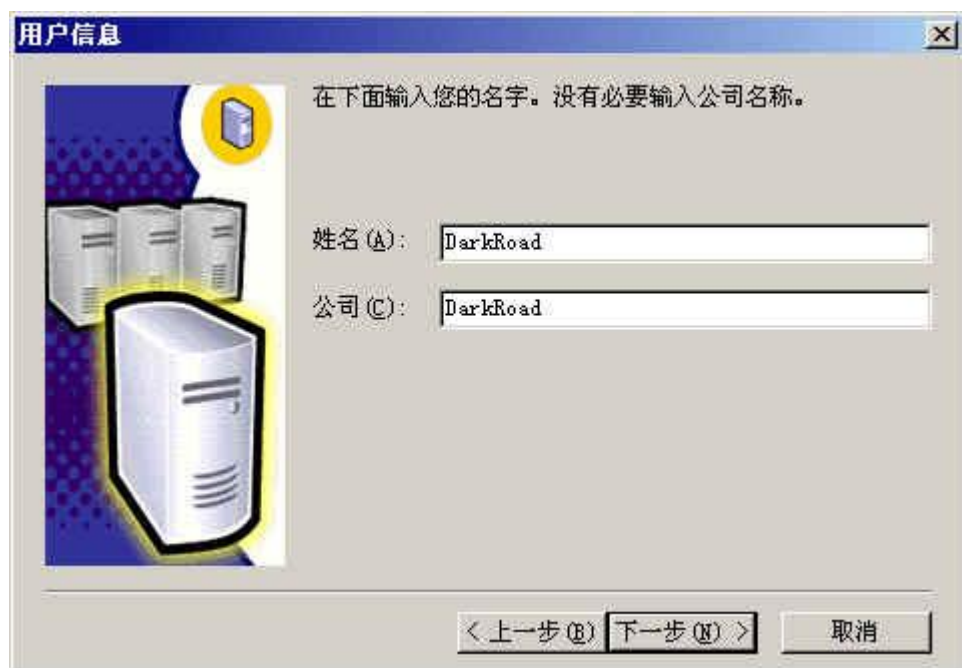 用户信息
在下面输入您的名字。没有必要输入公司名称。
姓名(A): DarkRoad
公司(C): DarkRoad
< 上一步(B) 下一步(N) > 取消